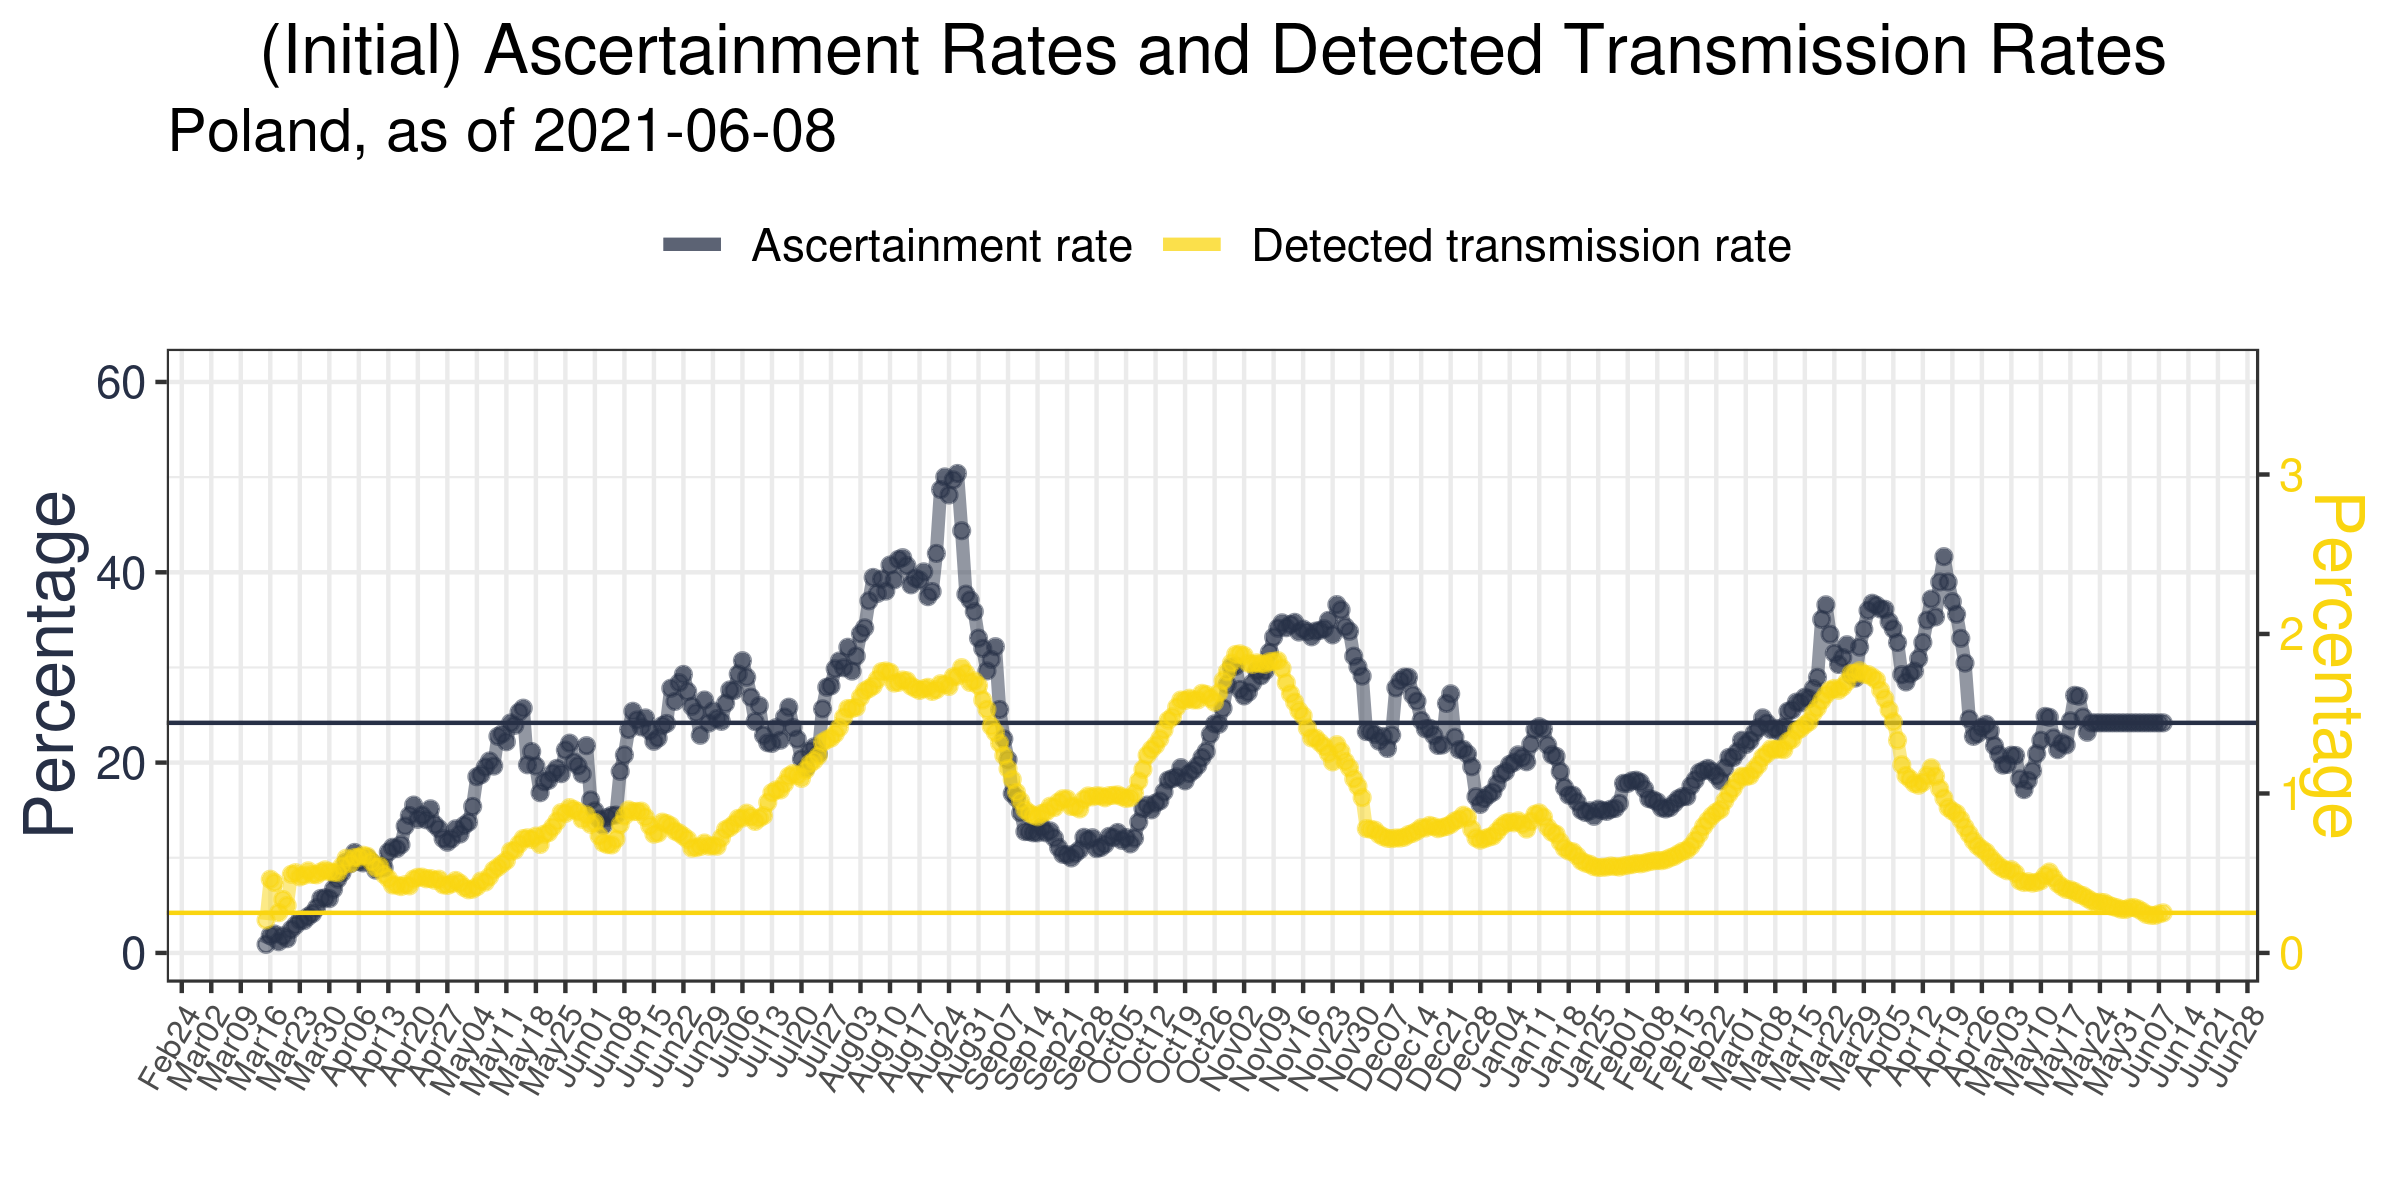 (Initial) Ascertainment Rates and Detected Transmission Rates
Poland, as of 2021-06-08
Ascertainment rate
Detected transmission rate
Percentage
60
40
20
0
3
2
1
0
Percentage
Feb24
Mar02
Mar09
Mar16
Mar23
Mar30
Apr06
Apr13
Apr20
Apr27
May04
May11
May18
May25
Jun01
Jun08
Jun15
Jun22
Jun29
Jul06
Jul13
Jul20
Jul27
Aug03
Aug10
Aug17
Aug24
Aug31
Sep07
Sep14
Sep21
Sep28
Oct05
Oct12
Oct19
Oct26
Nov02
Nov09
Nov16
Nov23
Nov30
Dec07
Dec14
Dec21
Dec28
Jan04
Jan11
Jan18
Jan25
Feb01
Feb08
Feb15
Feb22
Mar01
Mar08
Mar15
Mar22
Mar29
Apr05
Apr12
Apr19
Apr26
May03
May10
May17
May24
May31
Jun07
Jun14
Jun21
Jun28